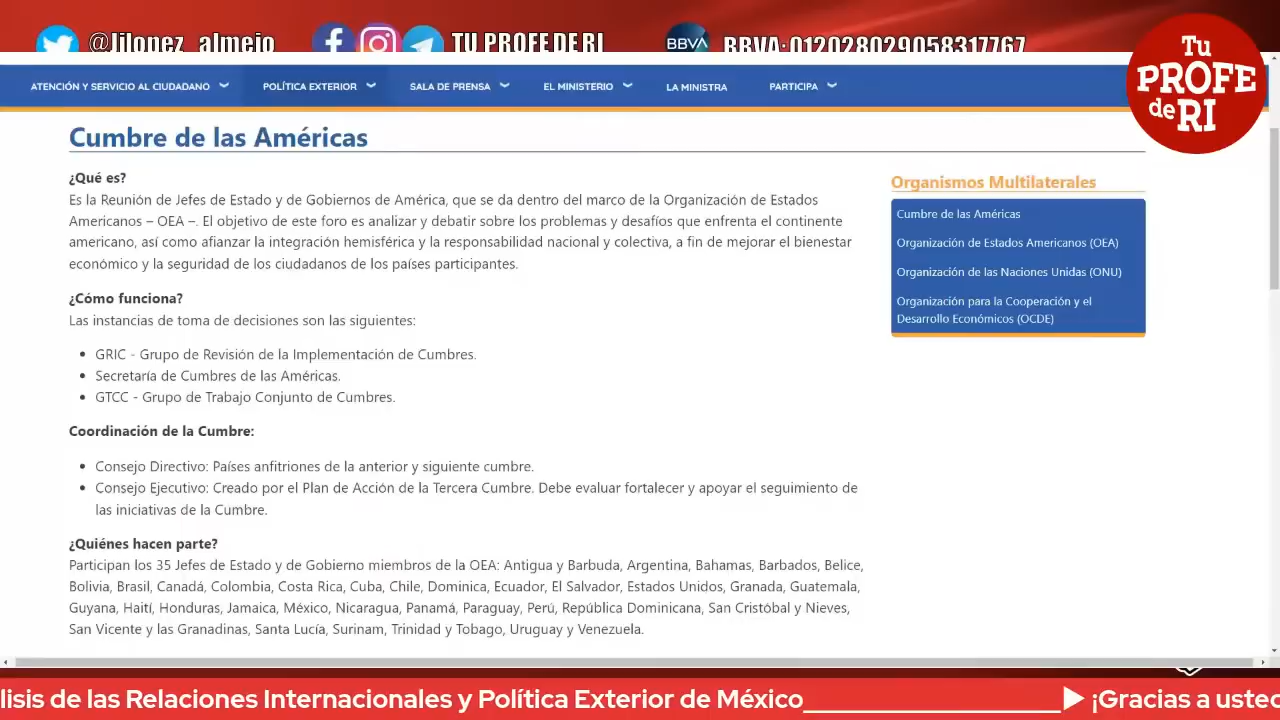 @Jilopez_almejo
TU PROFE DE RI
BBVA
BBVA: 012028029058317767
Tu
PROFE
de RI
ATENCIÓN Y SERVICIO AL CIUDADANO
POLÍTICA EXTERIOR
SALA DE PRENSA
EL MINISTERIO
LA MINISTRA
PARTICIPA
Cumbre de las Américas
¿Qué es?
Es la Reunión de Jefes de Estado y de Gobiernos de América, que se da dentro del marco de la Organización de Estados
Americanos – OEA –. El objetivo de este foro es analizar y debatir sobre los problemas y desafíos que enfrenta el continente
americano, así como afianzar la integración hemisférica y la responsabilidad nacional y colectiva, a fin de mejorar el bienestar
económico y la seguridad de los ciudadanos de los países participantes.
¿Cómo funciona?
Las instancias de toma de decisiones son las siguientes:
• GRIC - Grupo de Revisión de la Implementación de Cumbres.
• Secretaría de Cumbres de las Américas.
• GTCC - Grupo de Trabajo Conjunto de Cumbres.
Coordinación de la Cumbre:
• Consejo Directivo: Países anfitriones de la anterior y siguiente cumbre.
• Consejo Ejecutivo: Creado por el Plan de Acción de la Tercera Cumbre. Debe evaluar fortalecer y apoyar el seguimiento de
las iniciativas de la Cumbre.
¿Quiénes hacen parte?
Participan los 35 Jefes de Estado y de Gobierno miembros de la OEA: Antigua y Barbuda, Argentina, Bahamas, Barbados, Belice,
Bolivia, Brasil, Canadá, Colombia, Costa Rica, Cuba, Chile, Dominica, Ecuador, El Salvador, Estados Unidos, Granada, Guatemala,
Guyana, Haití, Honduras, Jamaica, México, Nicaragua, Panamá, Paraguay, Perú, República Dominicana, San Cristóbal y Nieves,
San Vicente y las Granadinas, Santa Lucía, Surinam, Trinidad y Tobago, Uruguay y Venezuela.
Organismos Multilaterales
Cumbre de las Américas
Organización de Estados Americanos (OEA)
Organización de las Naciones Unidas (ONU)
Organización para la Cooperación y el
Desarrollo Económicos (OCDE)
lisis de las Relaciones Internacionales y Política Exterior de México____________________▶ ¡Gracias a usted